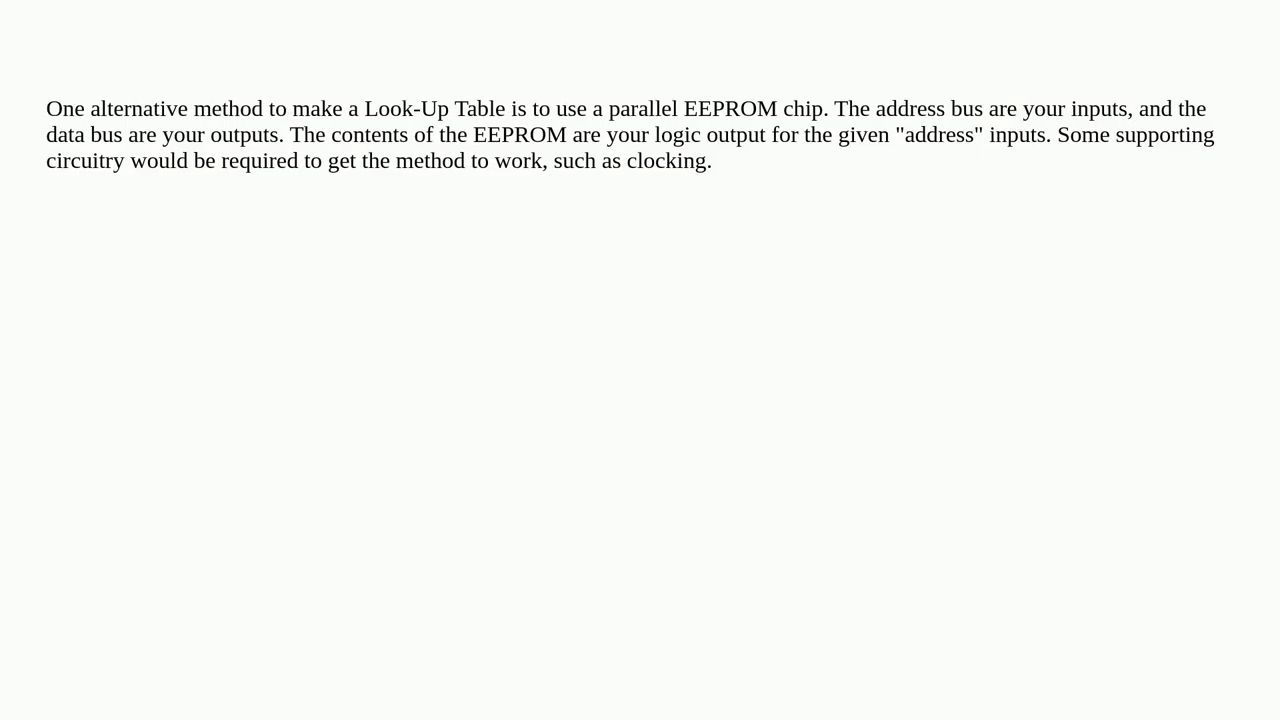 One alternative method to make a Look-Up Table is to use a parallel EEPROM chip. The address bus are your inputs, and the
data bus are your outputs. The contents of the EEPROM are your logic output for the given "address" inputs. Some supporting
circuitry would be required to get the method to work, such as clocking.